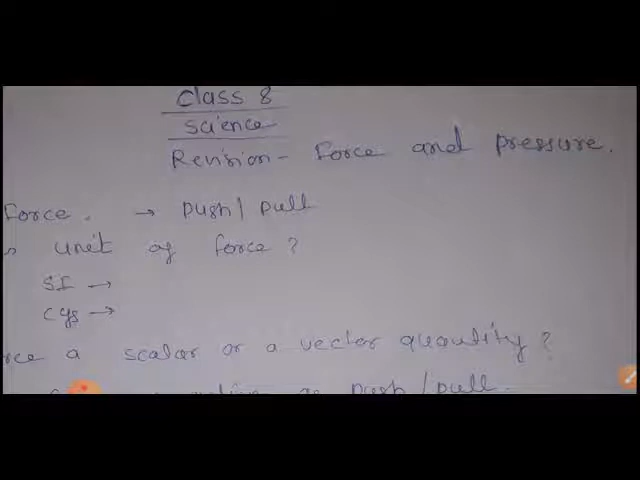 Class 8
Science
Revision - Force and pressure.
Force. → push/pull
unit of force?
SI →
cgs →
a scalar or a vector quantity?
push/pull.